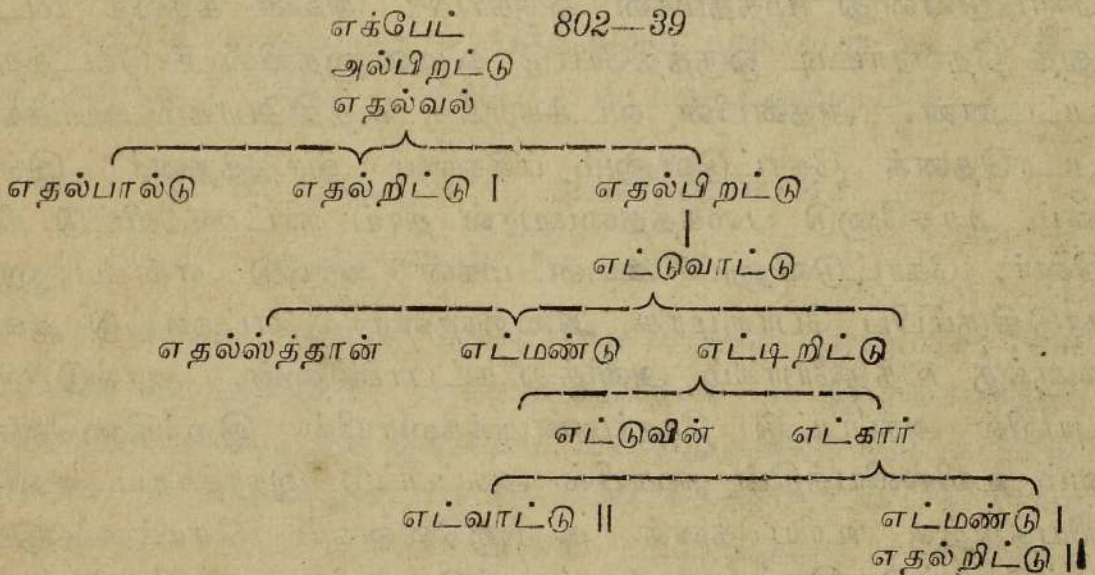 எக்பேட் 802—39
அல்பிறட்டு
எதல்வல்
எதல்பால்டு எதல்றிட்டு I எதல்பிறட்டு
எட்டுவாட்டு
எதல்ஸ்த்தான் எட்மண்டு எட்டிறிட்டு
எட்டுவின் எட்கார்
எட்வாட்டு II எட்மண்டு I
எதல்றிட்டு II